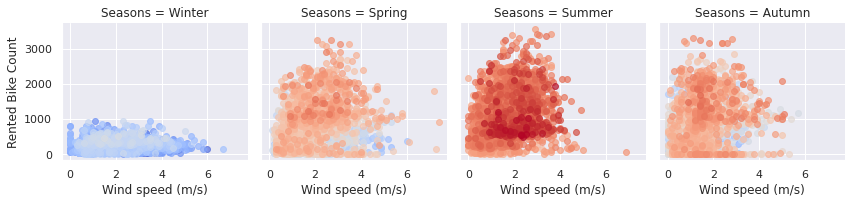 Seasons = Winter
Seasons = Spring
Seasons = Summer
Seasons = Autumn
Rented Bike Count
3000
2000
1000
0
0 2 4 6
0 2 4 6
0 2 4 6
0 2 4 6
Wind speed (m/s)
Wind speed (m/s)
Wind speed (m/s)
Wind speed (m/s)